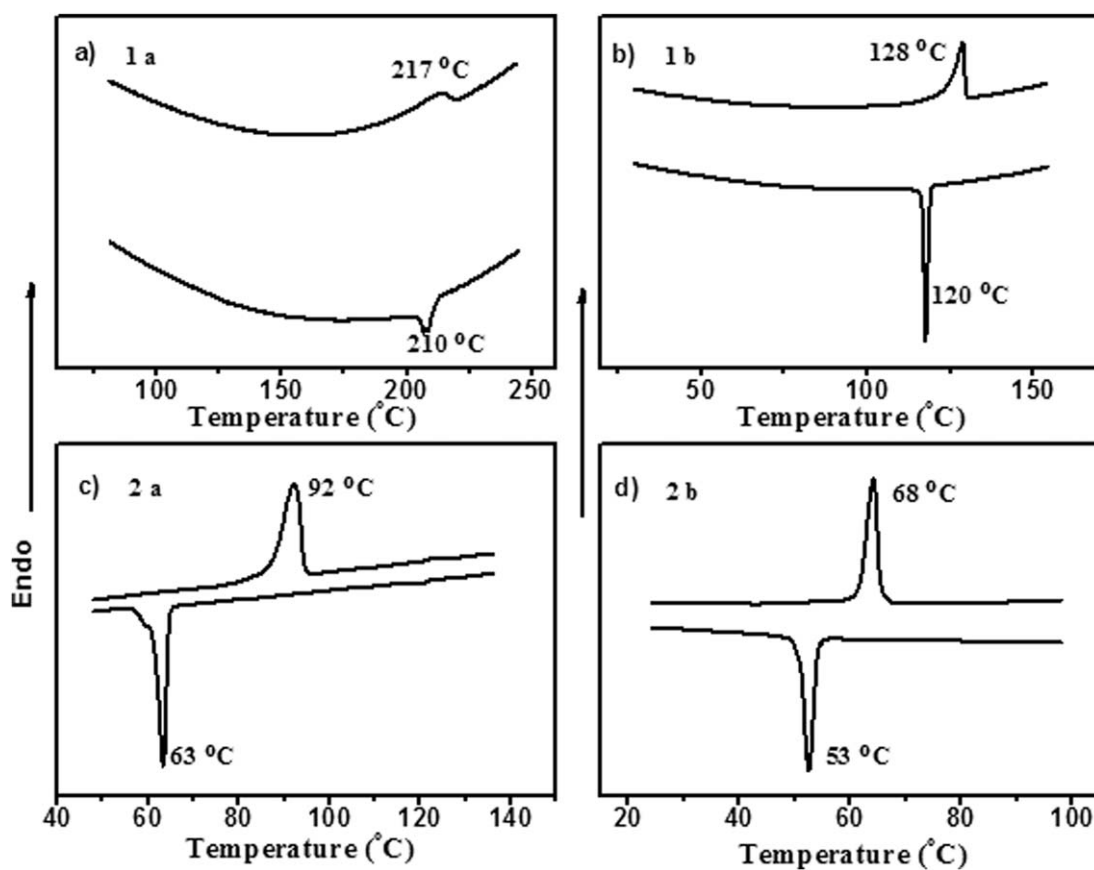 a) 1 a
217 °C
210 °C
100 150 200 250
Temperature (°C)
b) 1 b
128 °C
120 °C
50 100 150
Temperature (°C)
c) 2 a
92 °C
63 °C
40 60 80 100 120 140
Temperature (°C)
d) 2 b
68 °C
53 °C
20 40 60 80 100
Temperature (°C)
Endo